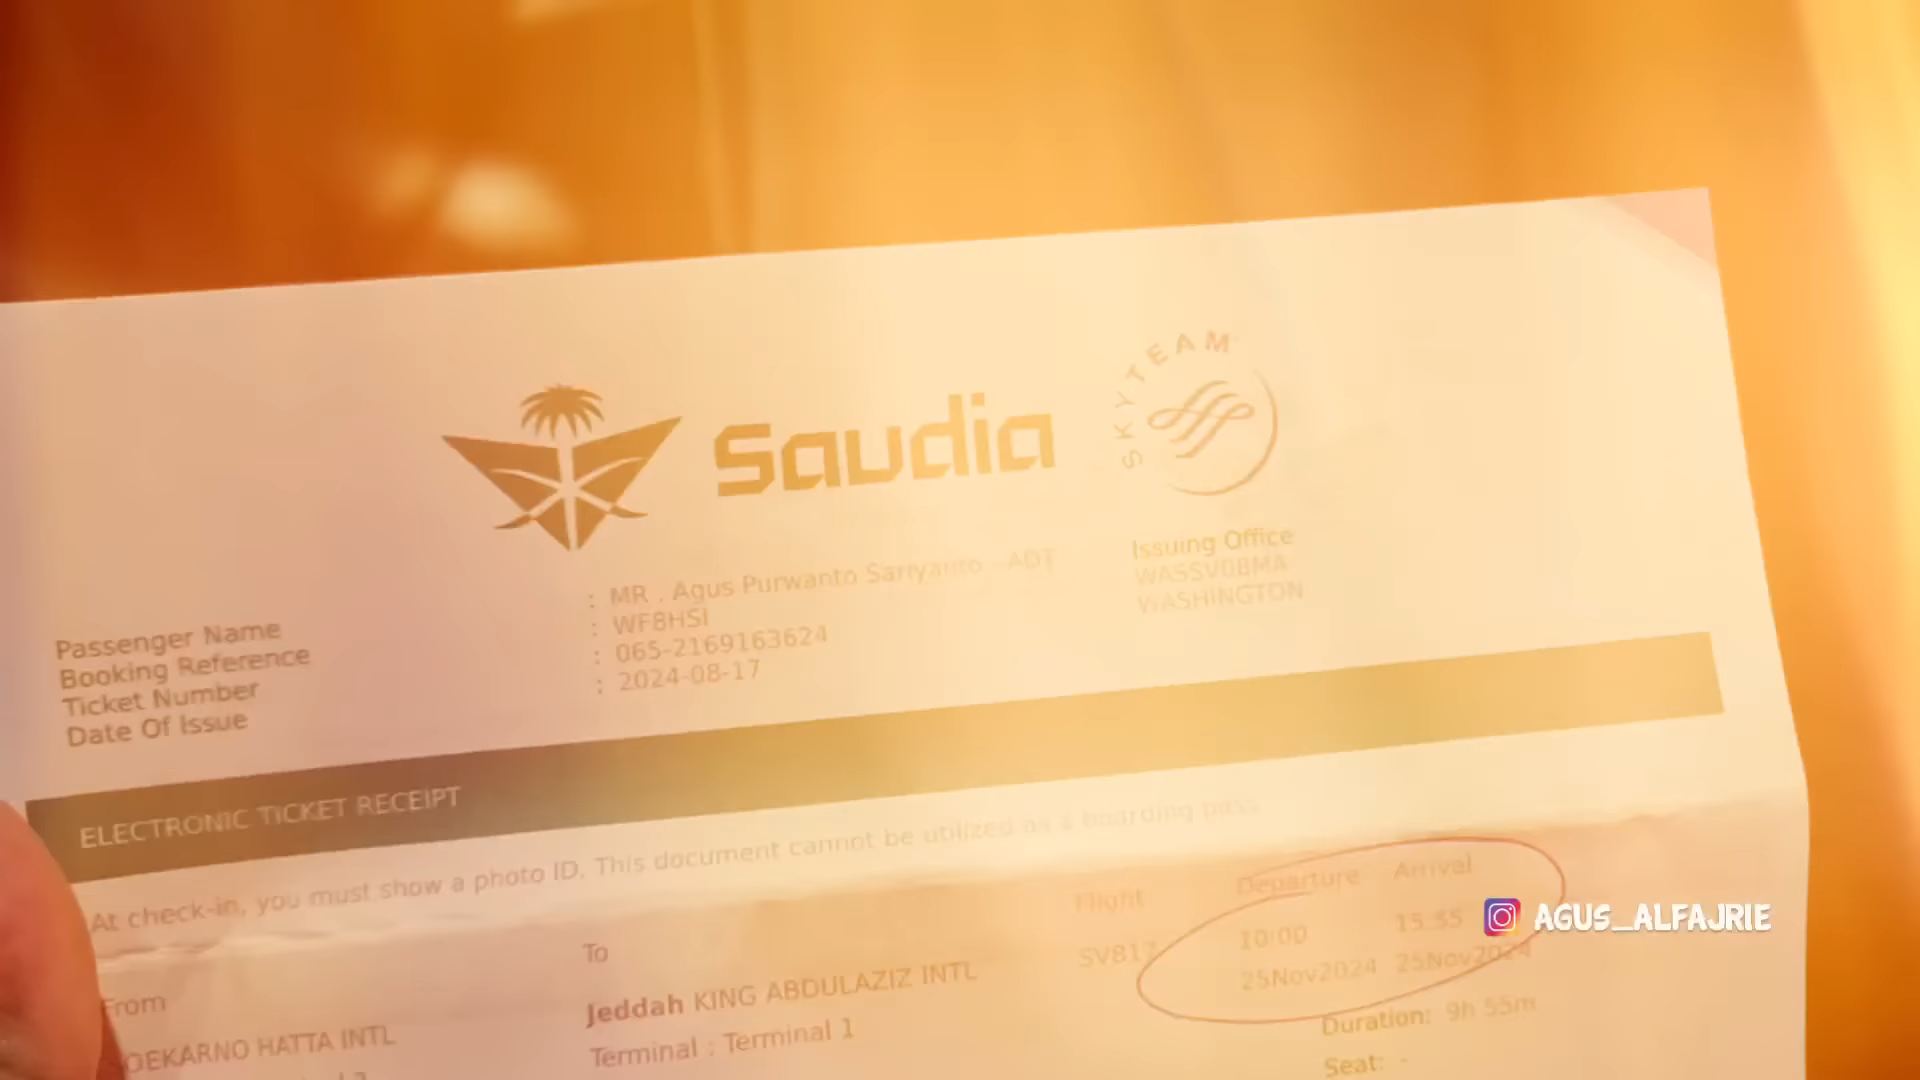 SKYTEAM
Saudia
Passenger Name : MR . Agus Purwanto Sariyanto - ADT
Booking Reference : WF8HSI
Ticket Number : 065-2169163624
Date Of Issue : 2024-08-17
Issuing Office
WASSV08MA
WASHINGTON
ELECTRONIC TICKET RECEIPT
At check-in, you must show a photo ID. This document cannot be utilized as a boarding pass
From To Flight Departure Arrival
OEKARNO HATTA INTL Jeddah KING ABDULAZIZ INTL SV817 10:00 15:55
25Nov2024 25Nov2024
Terminal : Terminal 1
Duration: 9h 55m
Seat: -
AGUS_ALFAJRIE